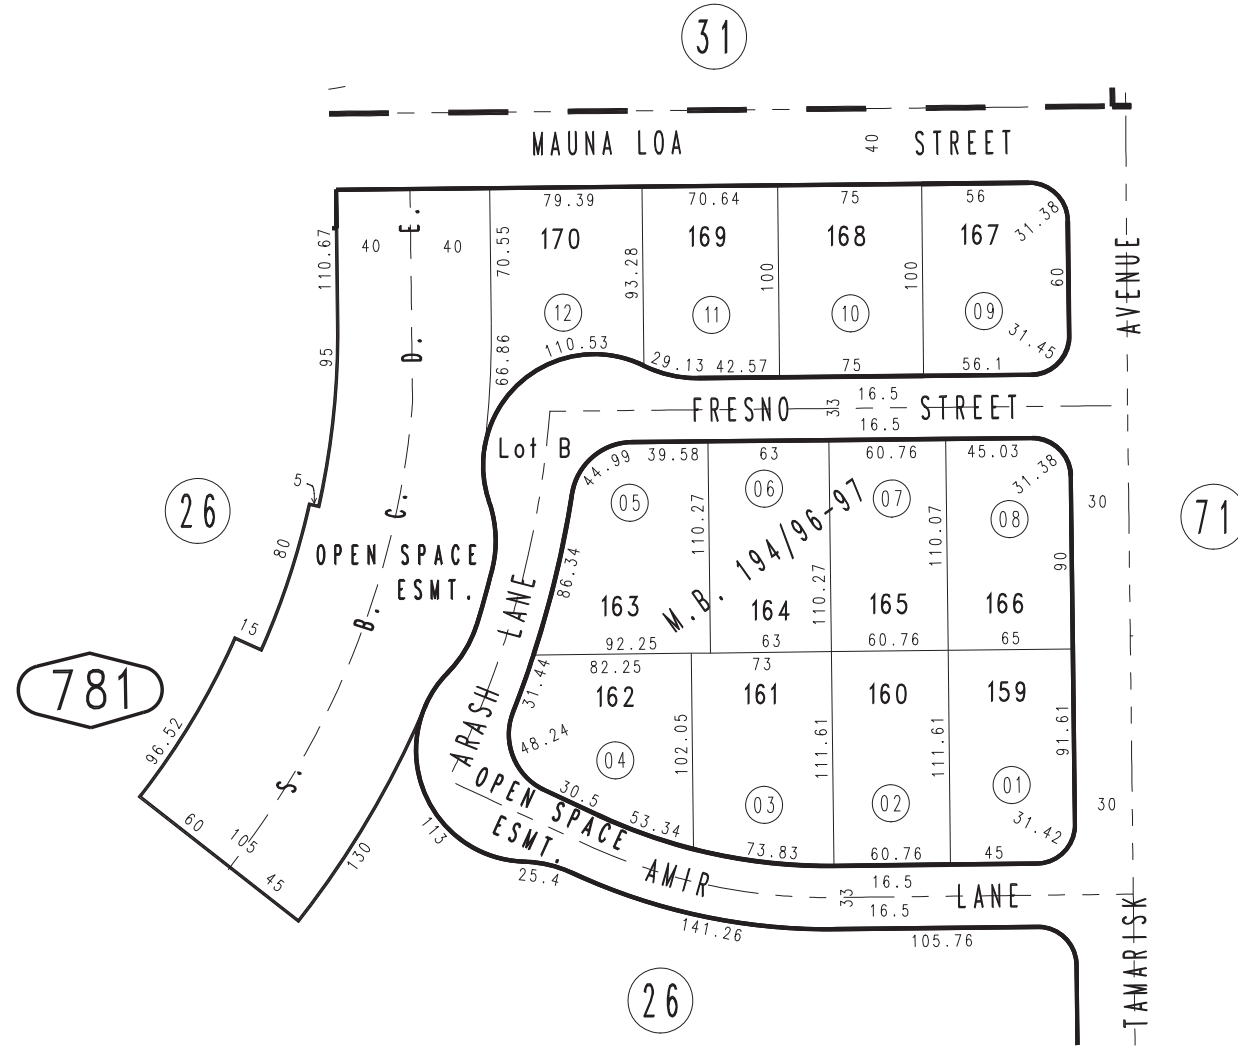 31
MAUNA LOA 40 STREET
79.39 70.64 75 56
110.67 40 E. 40 70.55 170 93.28 169 100 168 100 167 31.38 60
AVENUE
12 11 10 09
95 D. 66.86 110.53 29.13 42.57 75 56.1 31.45
FRESNO 33 16.5 STREET
16.5
Lot B
44.99 39.58 63 60.76 45.03 31.38
5 05 06 07 08 30
26 71
C. 110.27 M.B. 194/96-97 110.07
80 OPEN SPACE
ESMT.
86.34 110.27 90
ARASH LANE
163 164 165 166
B. 15 92.25 63 60.76 65
82.25 73
781
31.44 162 161 160 159
96.52 48.24 102.05 111.61 111.61 91.61
04 03 02 01
S. 30.5 53.34 73.83 60.76 45 31.42 30
OPEN SPACE
ESMT.
60 105 45 130 113
25.4 AMIR 33 16.5 LANE
16.5
141.26 105.76
TAMARISK
26